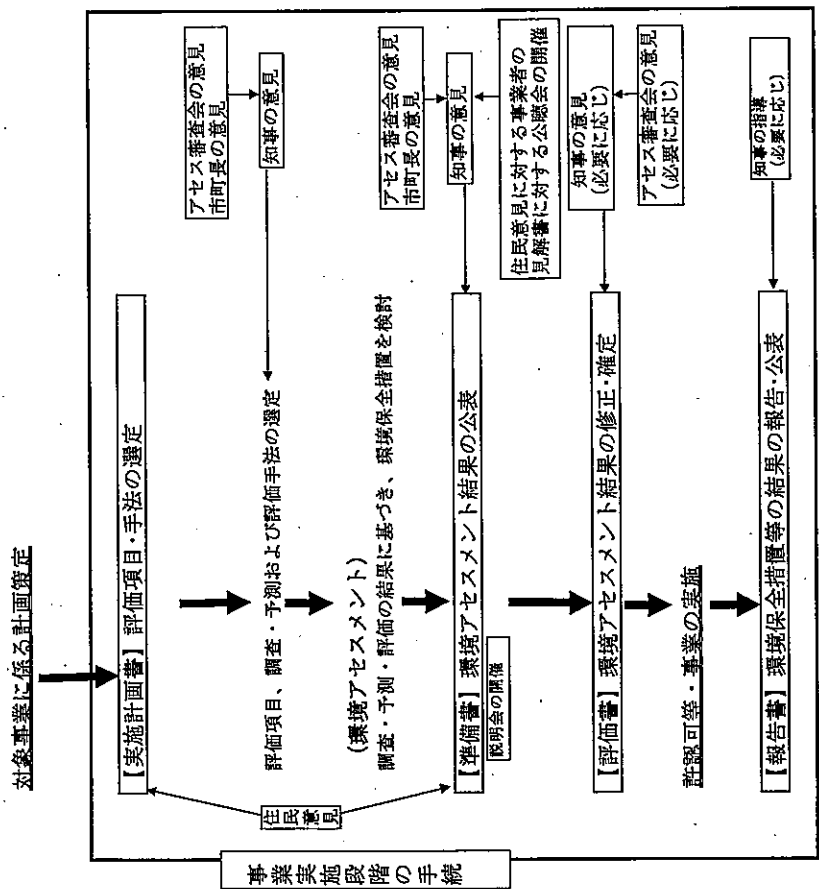 対象事業に係る計画策定
事業実施段階の手続
【実施計画書】評価項目・手法の選定
住民意見
アセス審査会の意見
市町長の意見
評価項目、調査・予測および評価手法の選定
知事の意見
(環境アセスメント)
調査・予測・評価の結果に基づき、環境保全措置を検討
アセス審査会の意見
市町長の意見
【準備書】環境アセスメント結果の公表
知事の意見
説明会の開催
住民意見に対する事業者の
見解書に対する公聴会の開催
【評価書】環境アセスメント結果の修正・確定
知事の意見
(必要に応じ)
アセス審査会の意見
(必要に応じ)
許認可等・事業の実施
【報告書】環境保全措置等の結果の報告・公表
知事の指導
(必要に応じ)